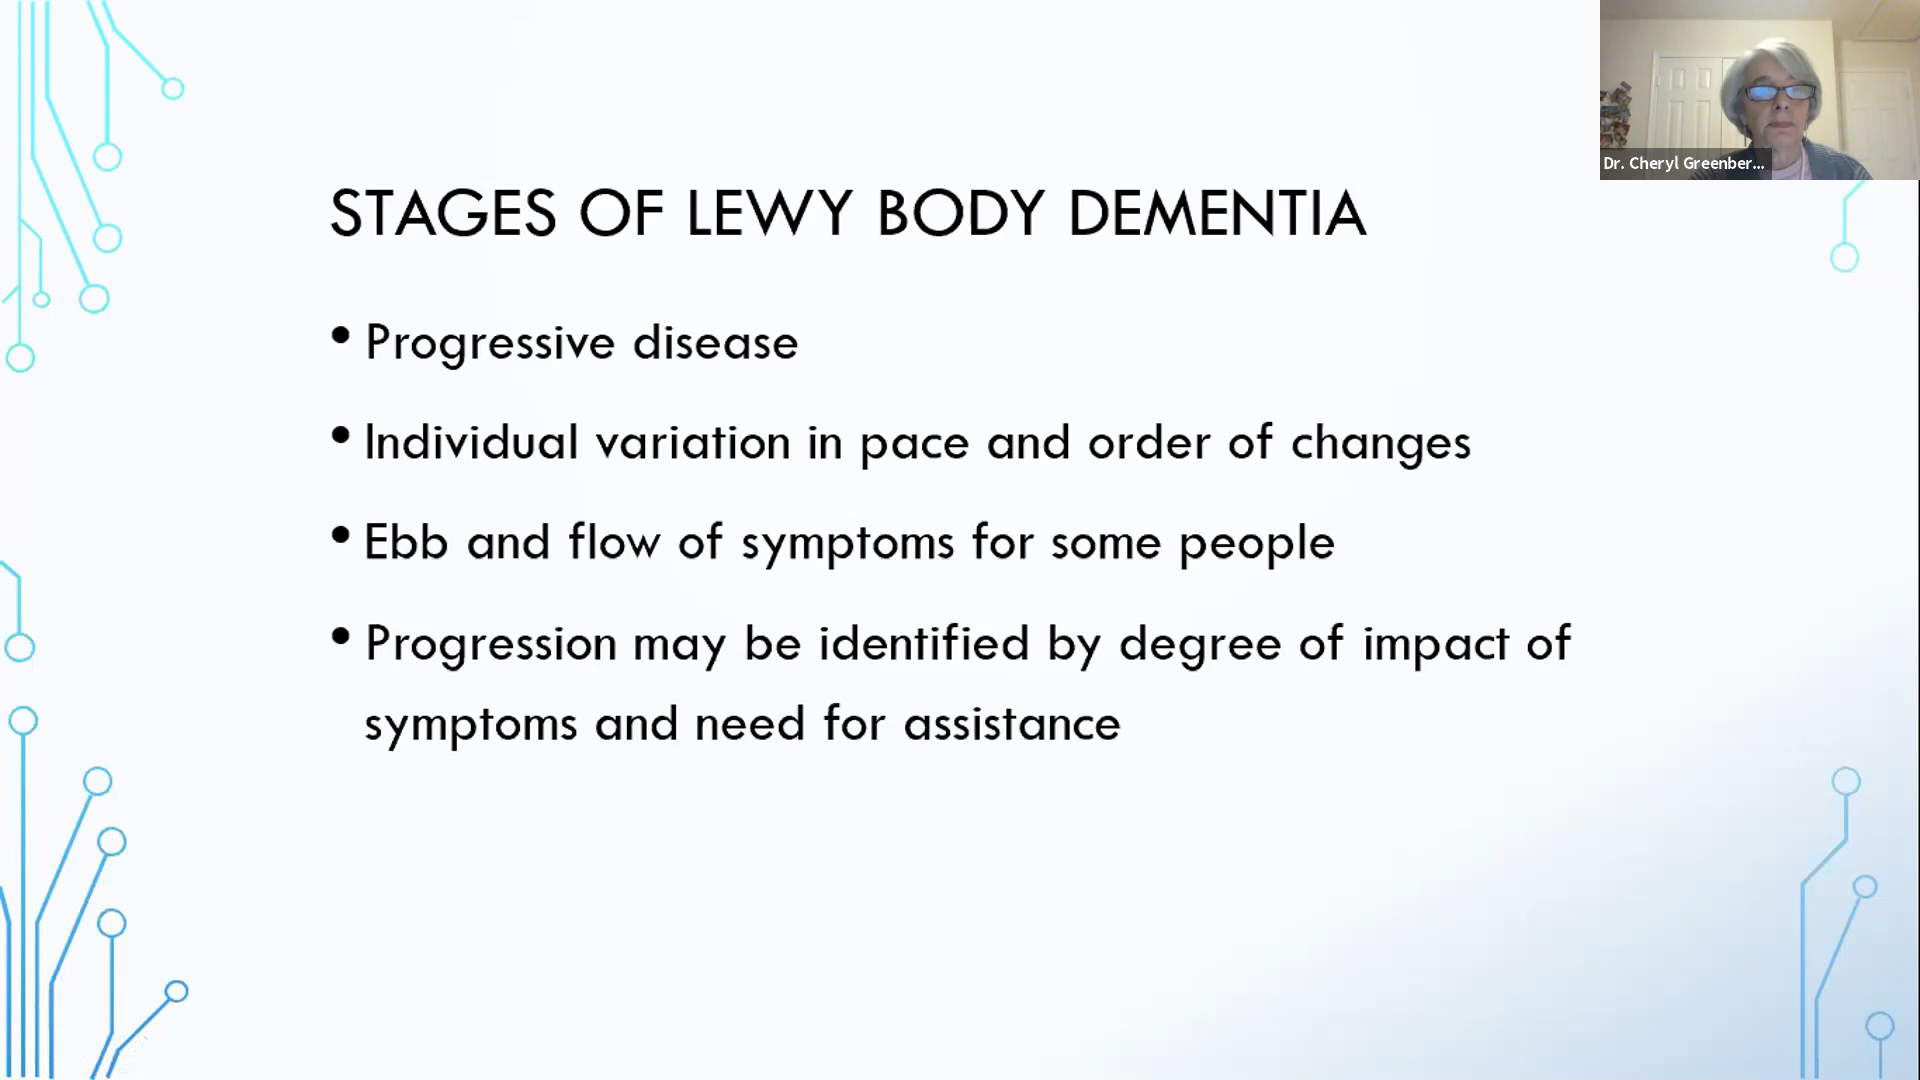 Dr. Cheryl Greenber...
STAGES OF LEWY BODY DEMENTIA
• Progressive disease
• Individual variation in pace and order of changes
• Ebb and flow of symptoms for some people
• Progression may be identified by degree of impact of
symptoms and need for assistance